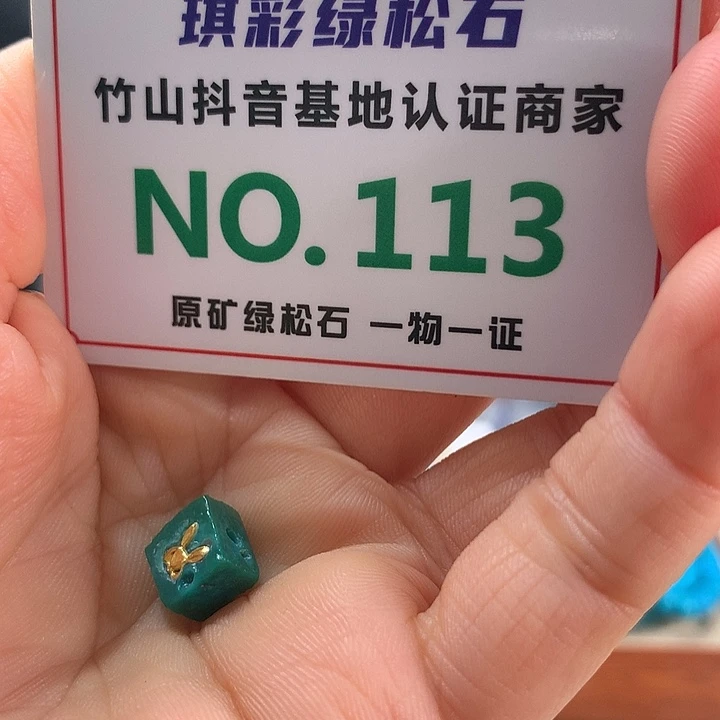 琪彩绿松石
竹山抖音基地认证商家
NO.113
原矿绿松石 一物一证